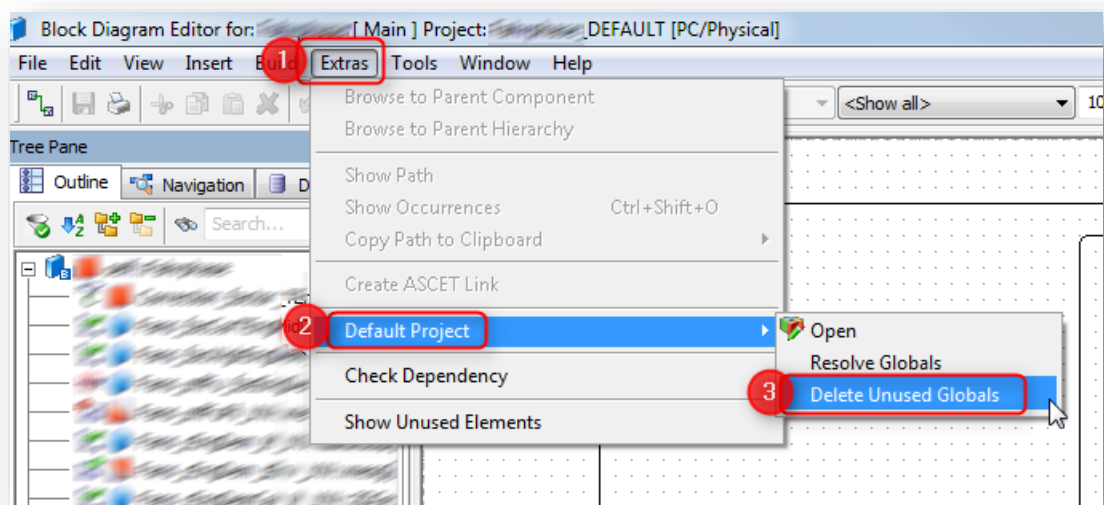 Block Diagram Editor for: [ Main ] Project: _DEFAULT [PC/Physical]
File Edit View Insert Build Extras Tools Window Help
1
<Show all>
10
Tree Pane
Outline Navigation D
Search...
Browse to Parent Component
Browse to Parent Hierarchy
Show Path
Show Occurrences Ctrl+Shift+O
Copy Path to Clipboard
Create ASCET Link
2
Default Project
Check Dependency
Show Unused Elements
Open
Resolve Globals
3
Delete Unused Globals